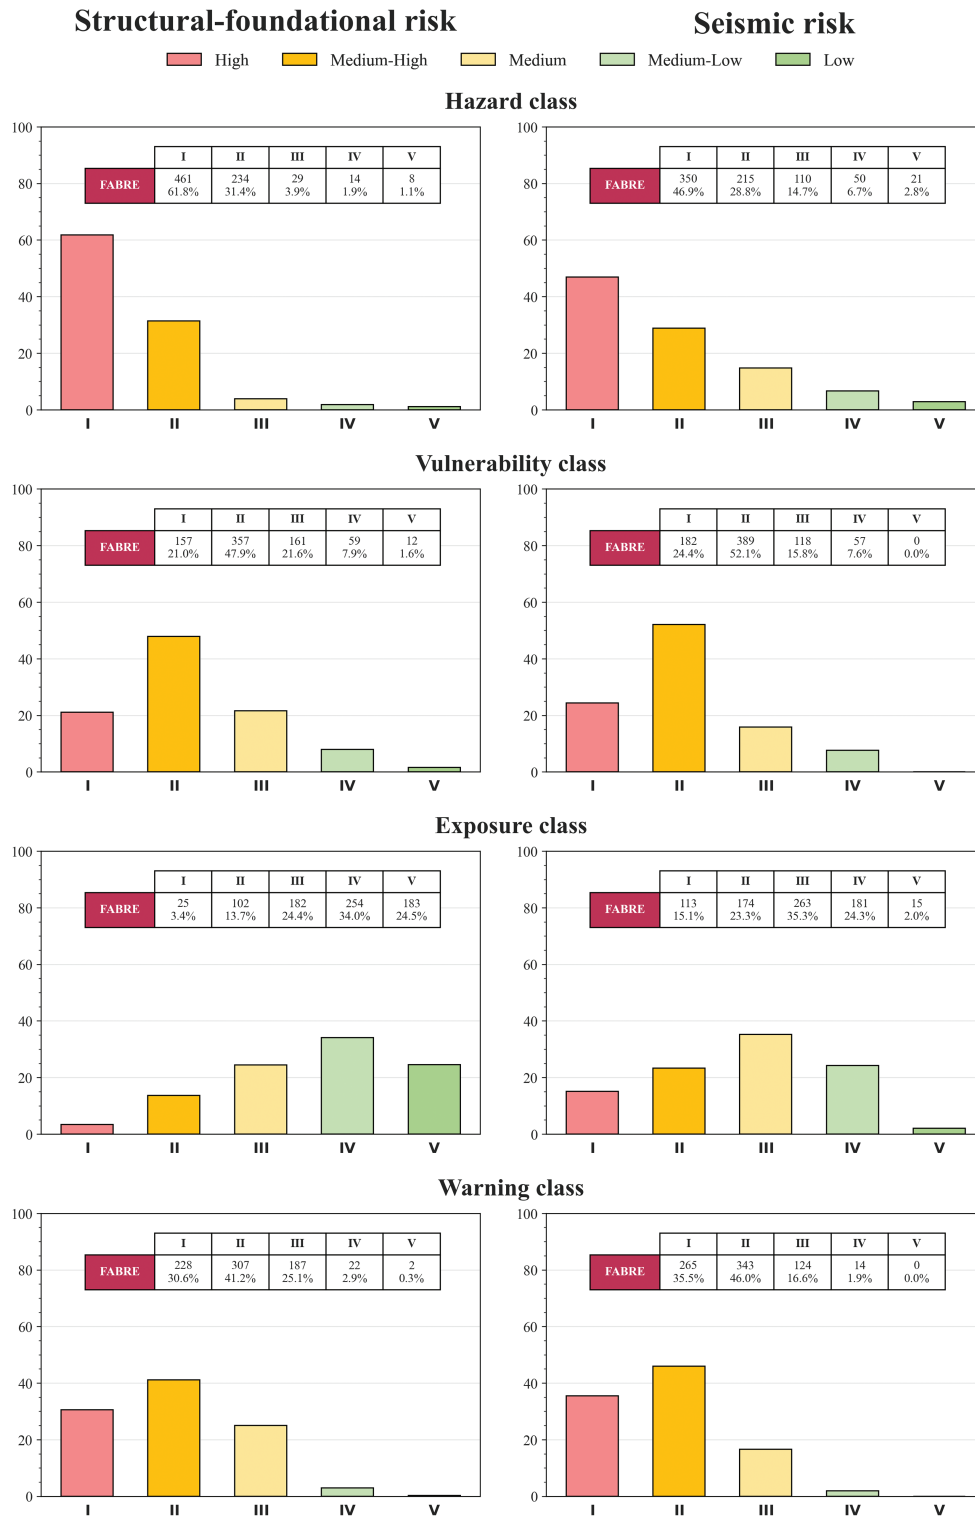 Structural-foundational risk
Seismic risk
High Medium-High Medium Medium-Low Low
Hazard class
100
80
60
40
20
0
I II III IV V
FABRE 461 234 29 14 8
61.8% 31.4% 3.9% 1.9% 1.1%
I II III IV V
100
80
60
40
20
0
I II III IV V
FABRE 350 215 110 50 21
46.9% 28.8% 14.7% 6.7% 2.8%
I II III IV V
Vulnerability class
100
80
60
40
20
0
I II III IV V
FABRE 157 357 161 59 12
21.0% 47.9% 21.6% 7.9% 1.6%
I II III IV V
100
80
60
40
20
0
I II III IV V
FABRE 182 389 118 57 0
24.4% 52.1% 15.8% 7.6% 0.0%
I II III IV V
Exposure class
100
80
60
40
20
0
I II III IV V
FABRE 25 102 182 254 183
3.4% 13.7% 24.4% 34.0% 24.5%
I II III IV V
100
80
60
40
20
0
I II III IV V
FABRE 113 174 263 181 15
15.1% 23.3% 35.3% 24.3% 2.0%
I II III IV V
Warning class
100
80
60
40
20
0
I II III IV V
FABRE 228 307 187 22 2
30.6% 41.2% 25.1% 2.9% 0.3%
I II III IV V
100
80
60
40
20
0
I II III IV V
FABRE 265 343 124 14 0
35.5% 46.0% 16.6% 1.9% 0.0%
I II III IV V